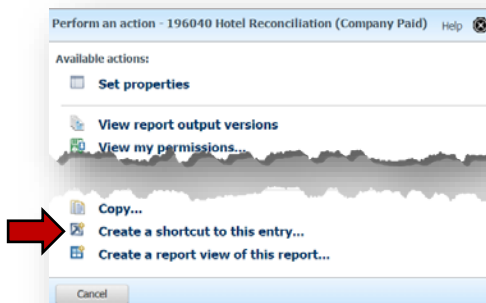 Perform an action - 196040 Hotel Reconciliation (Company Paid) Help
Available actions:
Set properties
View report output versions
View my permissions...
Copy...
Create a shortcut to this entry...
Create a report view of this report...
Cancel